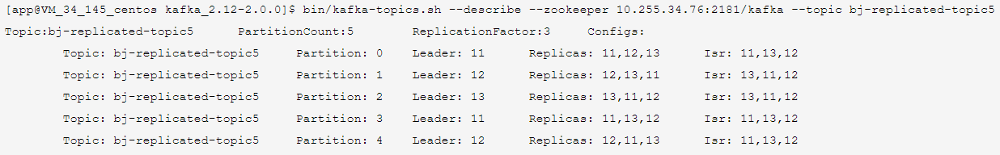 [app@VM_34_145_centos kafka_2.12-2.0.0]$ bin/kafka-topics.sh --describe --zookeeper 10.255.34.76:2181/kafka --topic bj-replicated-topic5
Topic:bj-replicated-topic5 PartitionCount:5 ReplicationFactor:3 Configs:
Topic: bj-replicated-topic5 Partition: 0 Leader: 11 Replicas: 11,12,13 Isr: 11,13,12
Topic: bj-replicated-topic5 Partition: 1 Leader: 12 Replicas: 12,13,11 Isr: 13,11,12
Topic: bj-replicated-topic5 Partition: 2 Leader: 13 Replicas: 13,11,12 Isr: 13,11,12
Topic: bj-replicated-topic5 Partition: 3 Leader: 11 Replicas: 11,13,12 Isr: 11,13,12
Topic: bj-replicated-topic5 Partition: 4 Leader: 12 Replicas: 12,11,13 Isr: 11,13,12